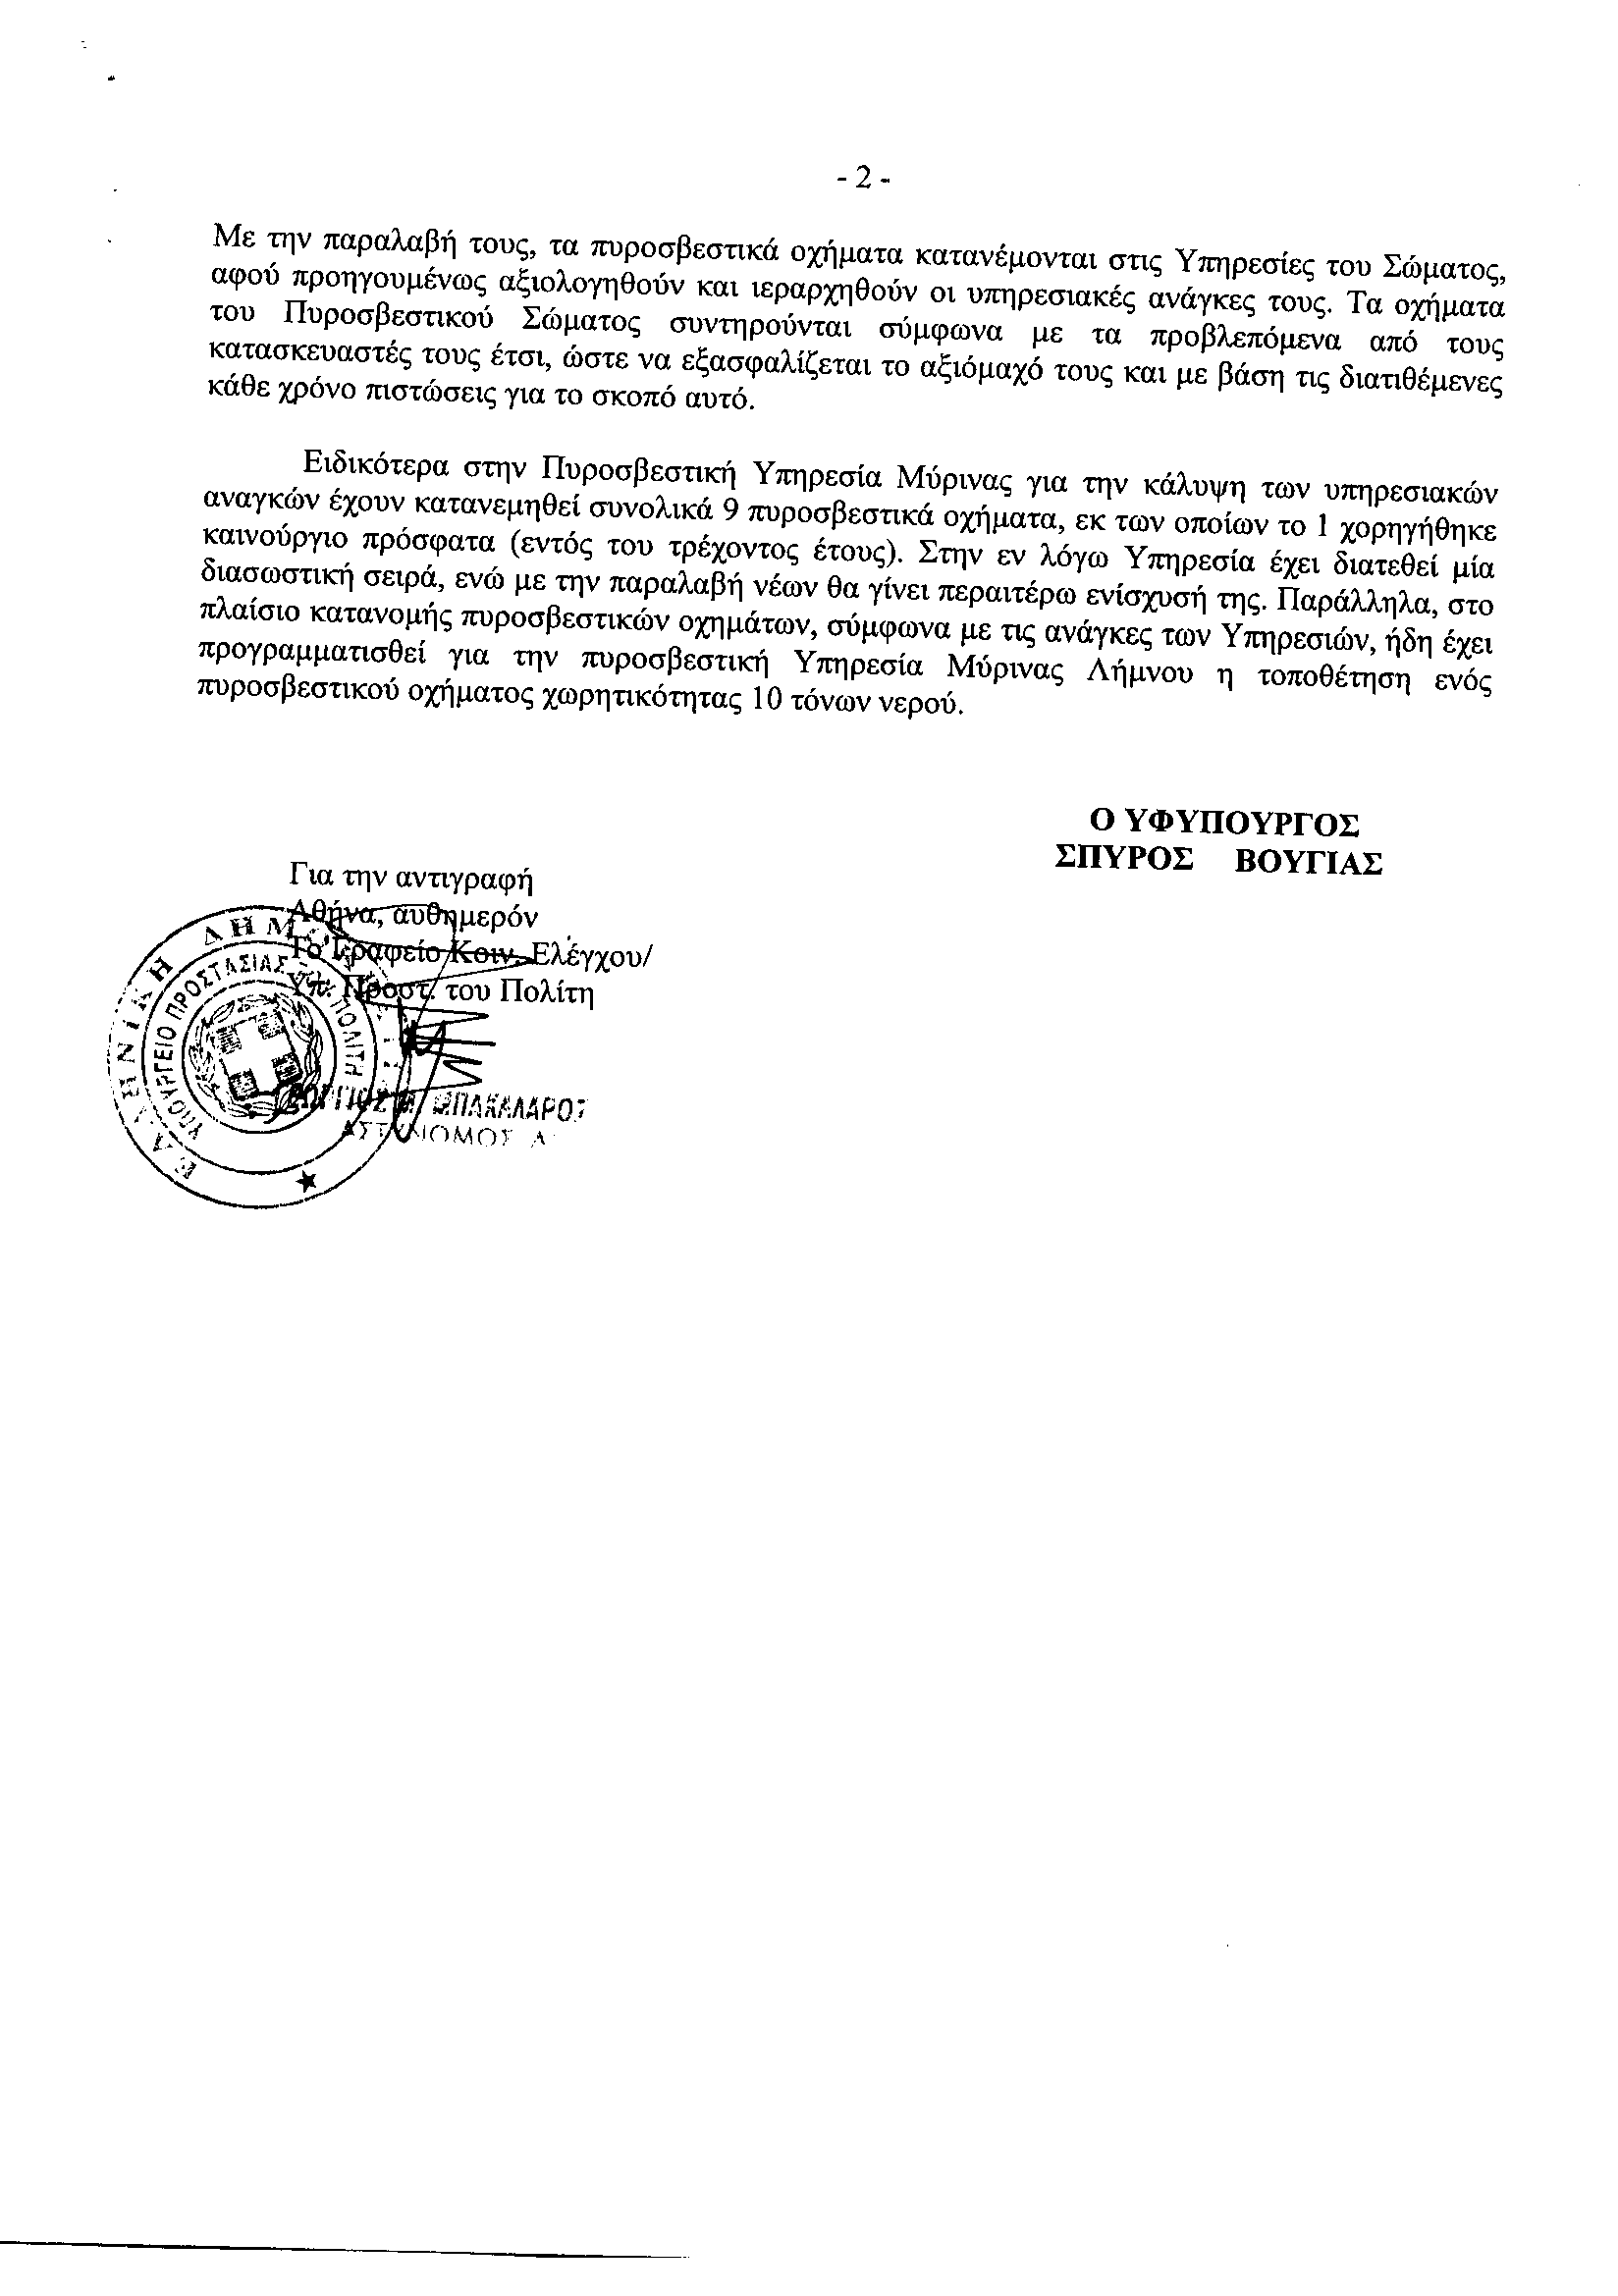 - 2 -
Με την παραλαβή τους, τα πυροσβεστικά οχήματα κατανέμονται στις Υπηρεσίες του Σώματος,
αφού προηγουμένως αξιολογηθούν και ιεραρχηθούν οι υπηρεσιακές ανάγκες τους. Τα οχήματα
του Πυροσβεστικού Σώματος συντηρούνται σύμφωνα με τα προβλεπόμενα από τους
κατασκευαστές τους έτσι, ώστε να εξασφαλίζεται το αξιόμαχό τους και με βάση τις διατιθέμενες
κάθε χρόνο πιστώσεις για το σκοπό αυτό.
Ειδικότερα στην Πυροσβεστική Υπηρεσία Μύρινας για την κάλυψη των υπηρεσιακών
αναγκών έχουν κατανεμηθεί συνολικά 9 πυροσβεστικά οχήματα, εκ των οποίων το 1 χορηγήθηκε
καινούργιο πρόσφατα (εντός του τρέχοντος έτους). Στην εν λόγω Υπηρεσία έχει διατεθεί μία
διασωστική σειρά, ενώ με την παραλαβή νέων θα γίνει περαιτέρω ενίσχυσή της. Παράλληλα, στο
πλαίσιο κατανομής πυροσβεστικών οχημάτων, σύμφωνα με τις ανάγκες των Υπηρεσιών, ήδη έχει
προγραμματισθεί για την πυροσβεστική Υπηρεσία Μύρινας Λήμνου η τοποθέτηση ενός
πυροσβεστικού οχήματος χωρητικότητας 10 τόνων νερού.
Ο ΥΦΥΠΟΥΡΓΟΣ
ΣΠΥΡΟΣ ΒΟΥΓΙΑΣ
Για την αντιγραφή
Αθήνα, αυθημερόν
Το Γραφείο Κοιν. Ελέγχου/
Υπ. Προστ. του Πολίτη
ΕΛΛΗΝΙΚΗ
ΥΠΟΥΡΓΕΙΟ ΠΡΟΣΤΑΣΙΑΣ ΠΟΛΙΤΗ
ΑΣΤΥΝΟΜΟΣ Α